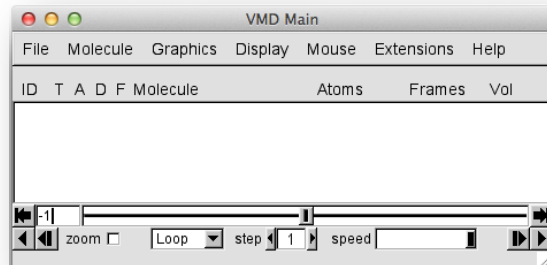 VMD Main
File Molecule Graphics Display Mouse Extensions Help
ID T A D F Molecule Atoms Frames Vol
-1
zoom Loop step 1 speed